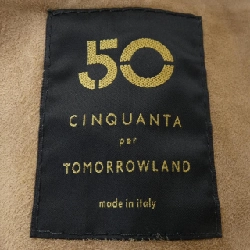 50
CINQUANTA
per
TOMORROWLAND
made in italy